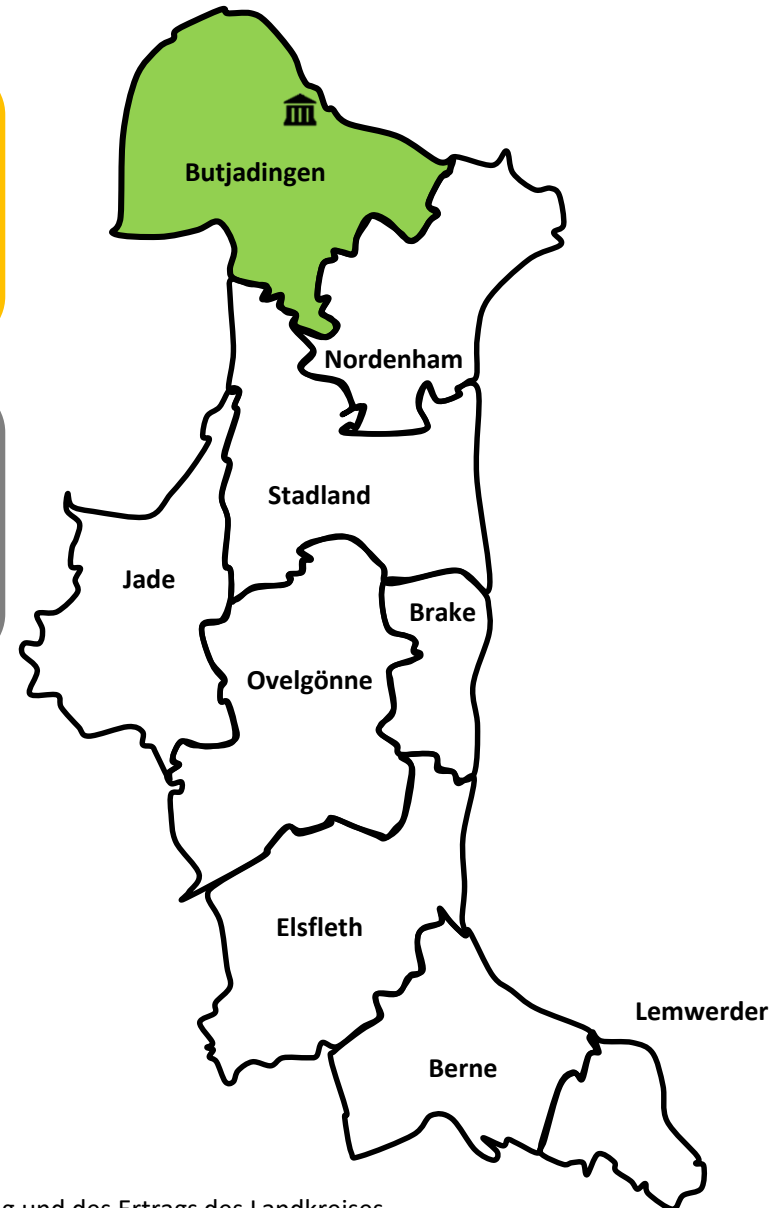 Butjadingen
Nordenham
Stadland
Jade
Brake
Ovelgönne
Elsfleth
Lemwerder
Berne
und des Ertrags des Landkreises